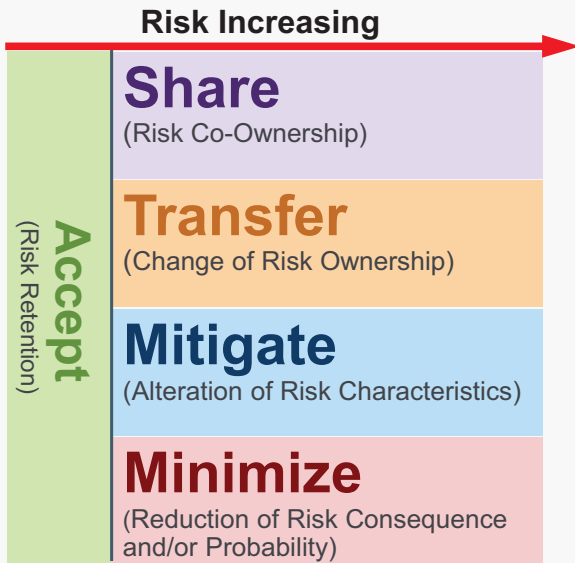 Risk Increasing
Accept
(Risk Retention)
Share
(Risk Co-Ownership)
Transfer
(Change of Risk Ownership)
Mitigate
(Alteration of Risk Characteristics)
Minimize
(Reduction of Risk Consequence
and/or Probability)